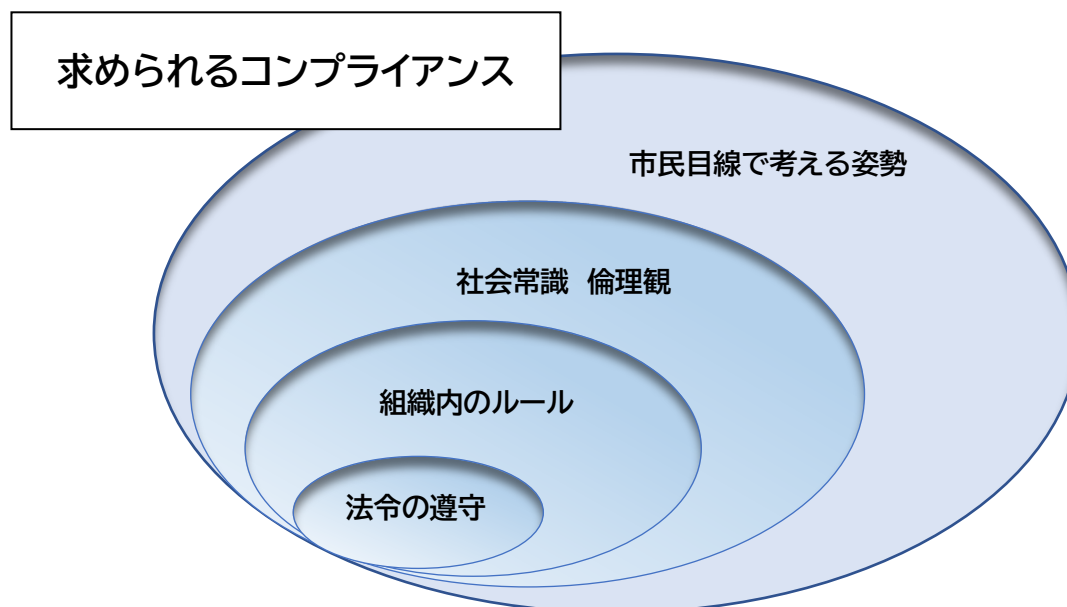 求められるコンプライアンス
市民目線で考える姿勢
社会常識　倫理観
組織内のルール
法令の遵守